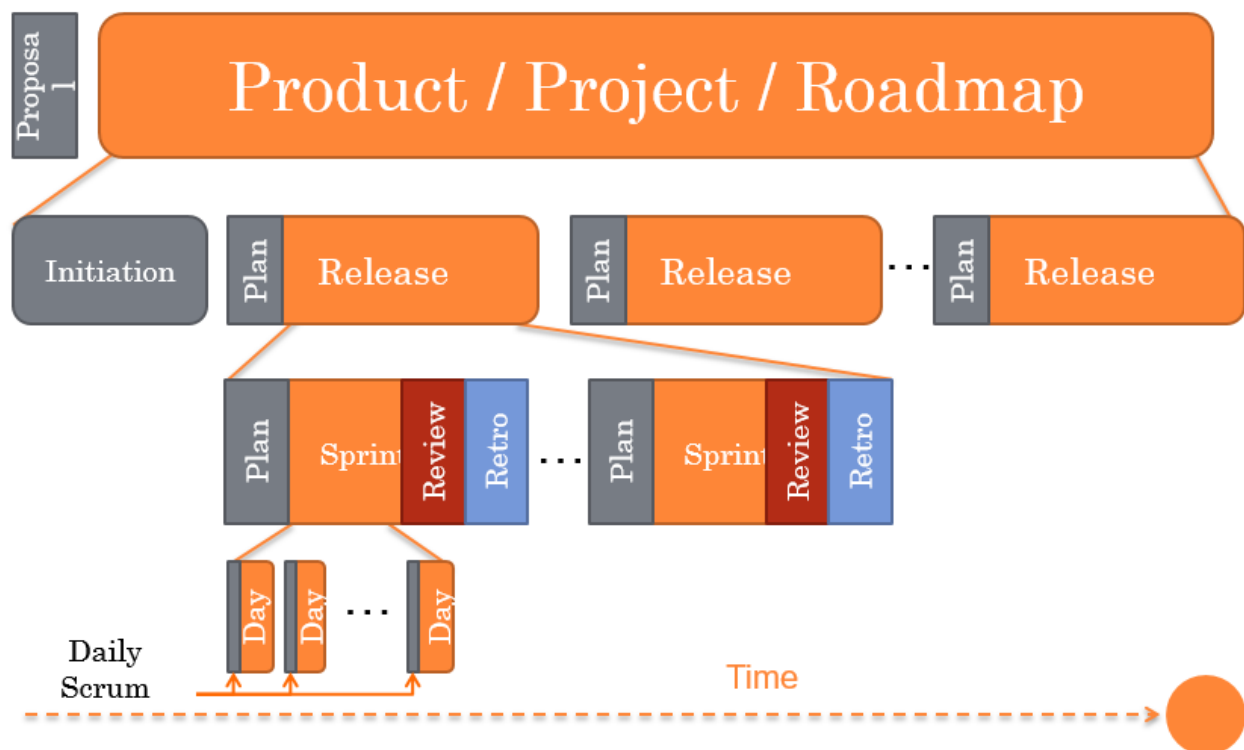 Proposa
l
Product / Project / Roadmap
Initiation
Plan
Release
Plan
Release
...
Plan
Release
Plan
Sprint
Review
Retro
...
Plan
Sprint
Review
Retro
Day
Day
...
Day
Daily
Scrum
Time